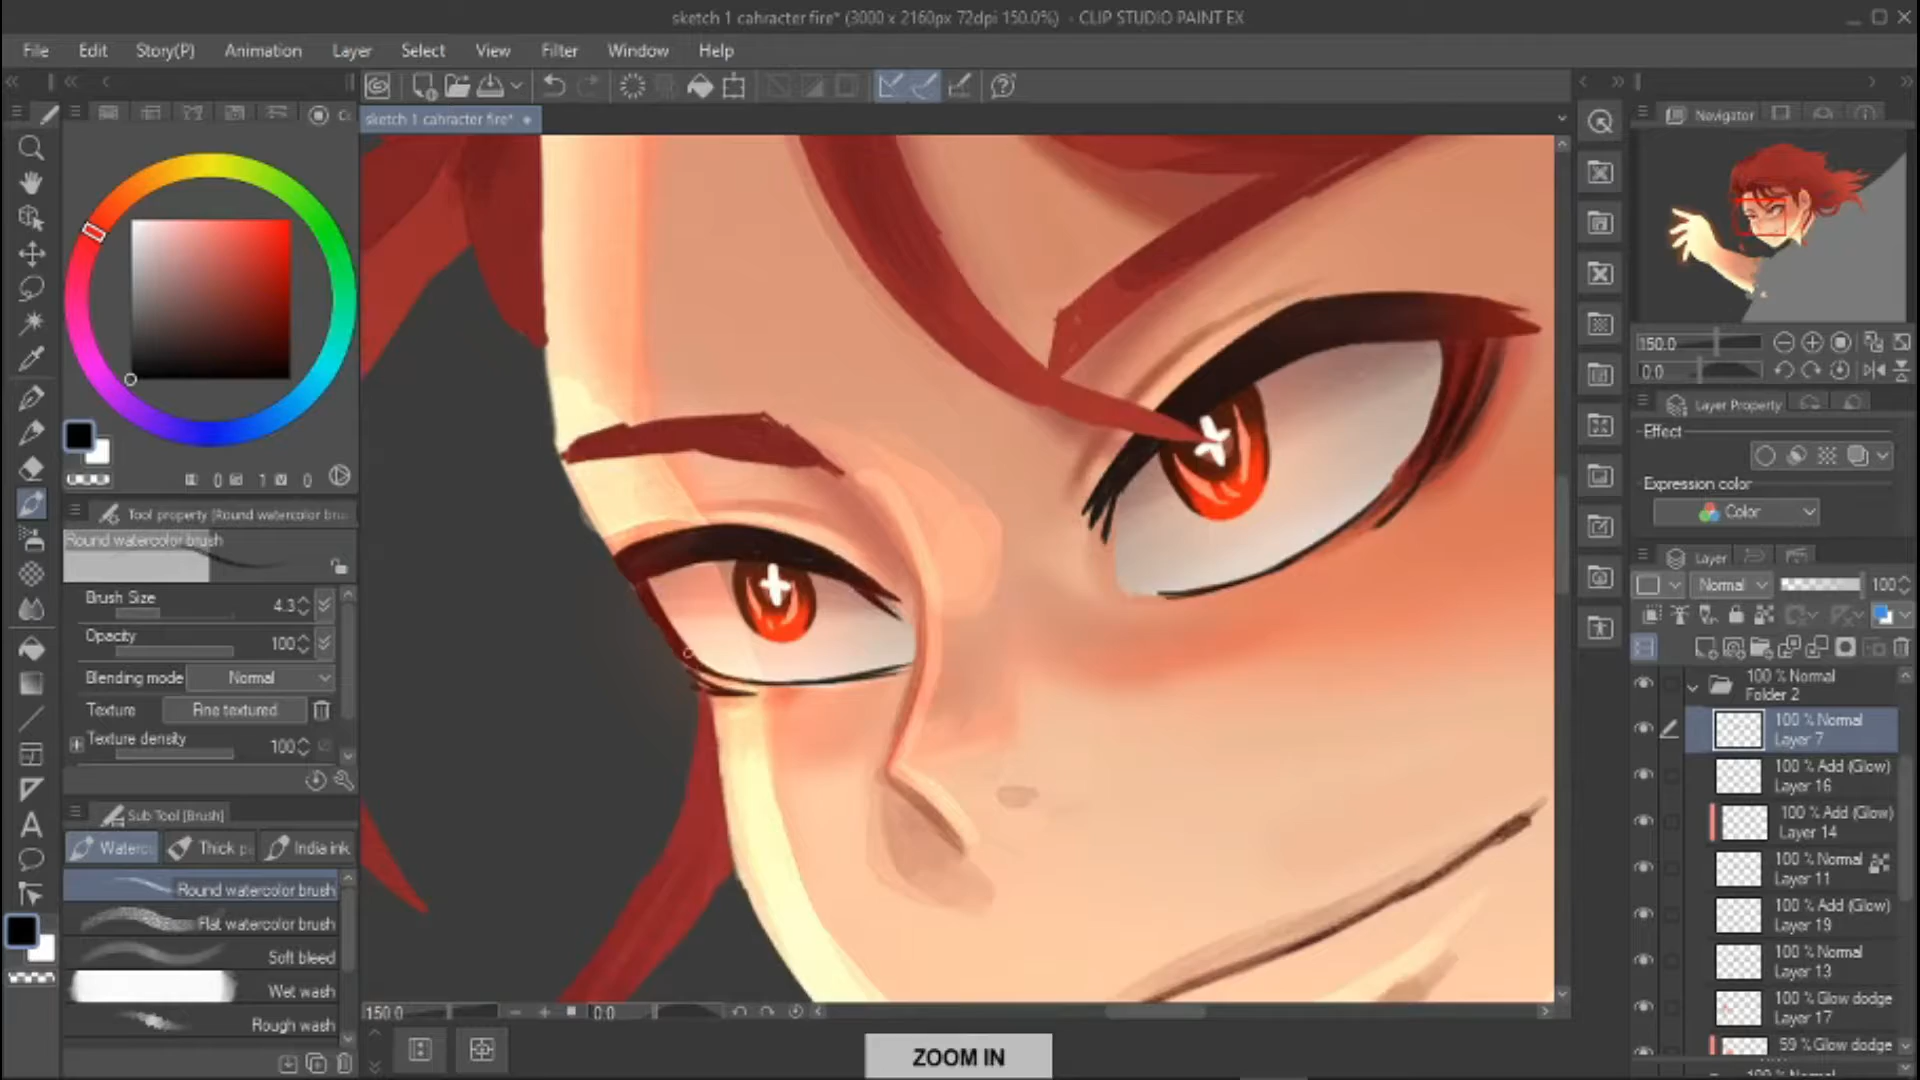 sketch 1 cahracter fire* (3000 x 2160px 72dpi 150.0%) - CLIP STUDIO PAINT EX
File Edit Story(P) Animation Layer Select View Filter Window Help
sketch 1 cahracter fire*
Navigator
150.0
0.0
Layer Property
Effect
Expression color
Color
Layer
Normal 100
100 % Normal
Folder 2
100 % Normal
Layer 7
100 % Add (Glow)
Layer 16
100 % Add (Glow)
Layer 14
100 % Normal
Layer 11
100 % Add (Glow)
Layer 19
100 % Normal
Layer 13
100 % Glow dodge
Layer 17
59 % Glow dodge
0 1 0
Tool property [Round watercolor bru
Round watercolor brush
Brush Size 4.3
Opacity 100
Blending mode Normal
Texture Fine textured
Texture density 100
Sub Tool [Brush]
Waterc Thick p India ink
Round watercolor brush
Flat watercolor brush
Soft bleed
Wet wash
Rough wash
150.0 0.0
ZOOM IN